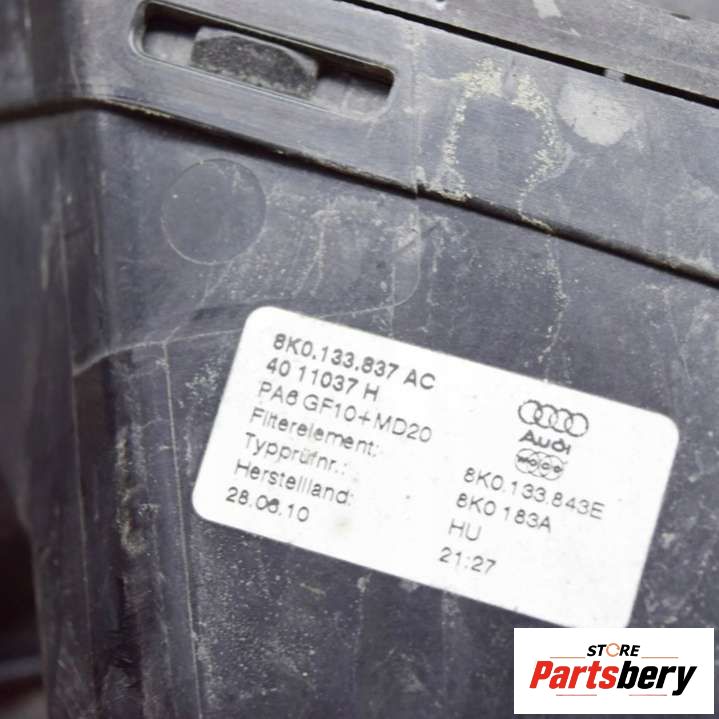 8K0.133.837 AC
40 11037 H
PA6 GF10+MD20
Filterelement:
Typprüfnr.:
Herstelland:
28.06.10
Audi
8K0.133.843E
8K0 183A
HU
21:27
STORE
Partsbery